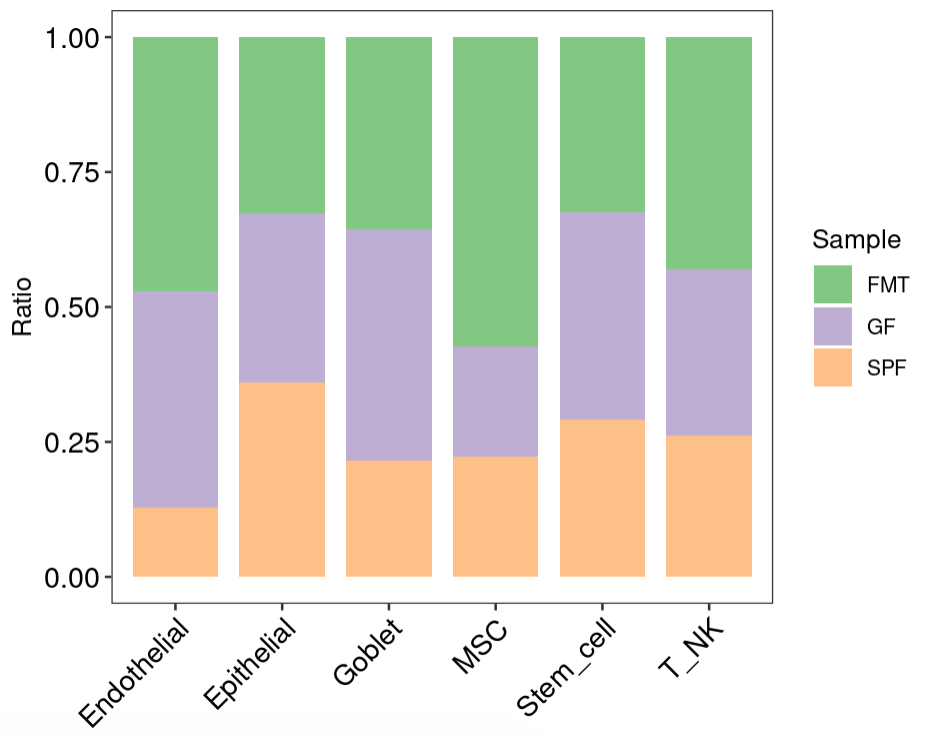 1.00
0.75
0.50
0.25
0.00
Ratio
Endothelial
Epithelial
Goblet
MSC
Stem_cell
T_NK
Sample
FMT
GF
SPF